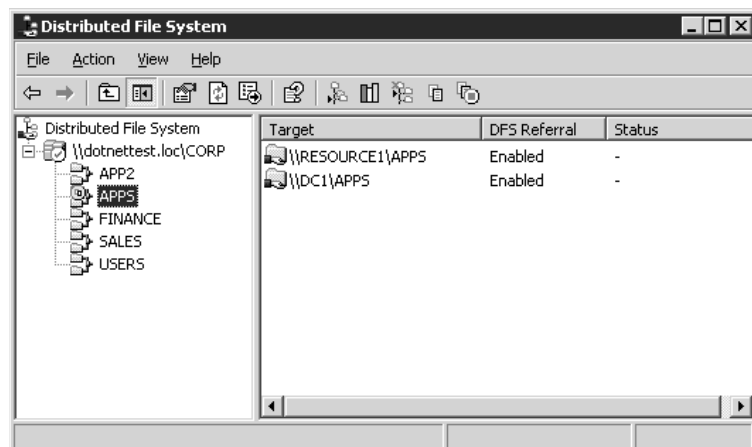 Distributed File System
File Action View Help
Distributed File System
\\dotnettest.loc\CORP
APP2
APPS
FINANCE
SALES
USERS
Target DFS Referral Status
\\RESOURCE1\APPS Enabled -
\\DC1\APPS Enabled -